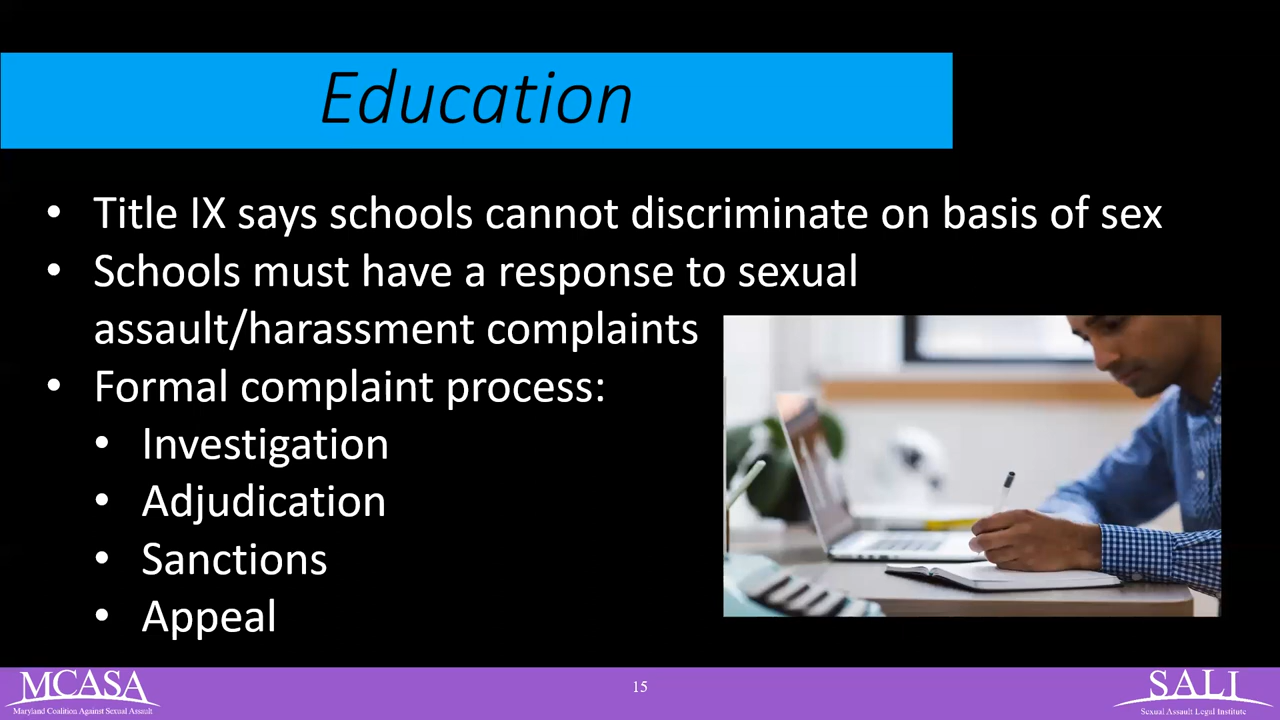 Education
• Title IX says schools cannot discriminate on basis of sex
• Schools must have a response to sexual
assault/harassment complaints
• Formal complaint process:
• Investigation
• Adjudication
• Sanctions
• Appeal
MCASA
Maryland Coalition Against Sexual Assault
15
SALI
Sexual Assault Legal Institute